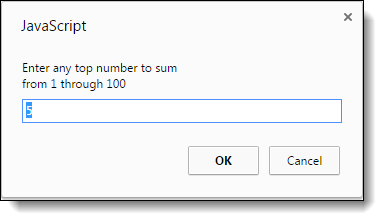 JavaScript
Enter any top number to sum
from 1 through 100
5
OK
Cancel